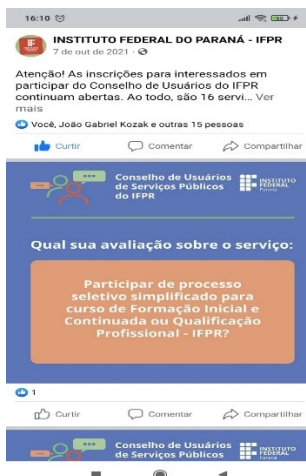 16:10
INSTITUTO FEDERAL DO PARANÁ - IFPR
7 de out de 2021 ·
Atenção! As inscrições para interessados em
participar do Conselho de Usuários do IFPR
continuam abertas. Ao todo, são 16 servi... Ver
mais
Você, João Gabriel Kozak e outras 15 pessoas
Curtir Comentar Compartilhar
Conselho de Usuários
de Serviços Públicos
do IFPR
INSTITUTO
FEDERAL
Paraná
Qual sua avaliação sobre o serviço:
Participar de processo
seletivo simplificado para
curso de Formação Inicial e
Continuada ou Qualificação
Profissional - IFPR?
1
Curtir Comentar Compartilhar
Conselho de Usuários
de Serviços Públicos
INSTITUTO
FEDERAL